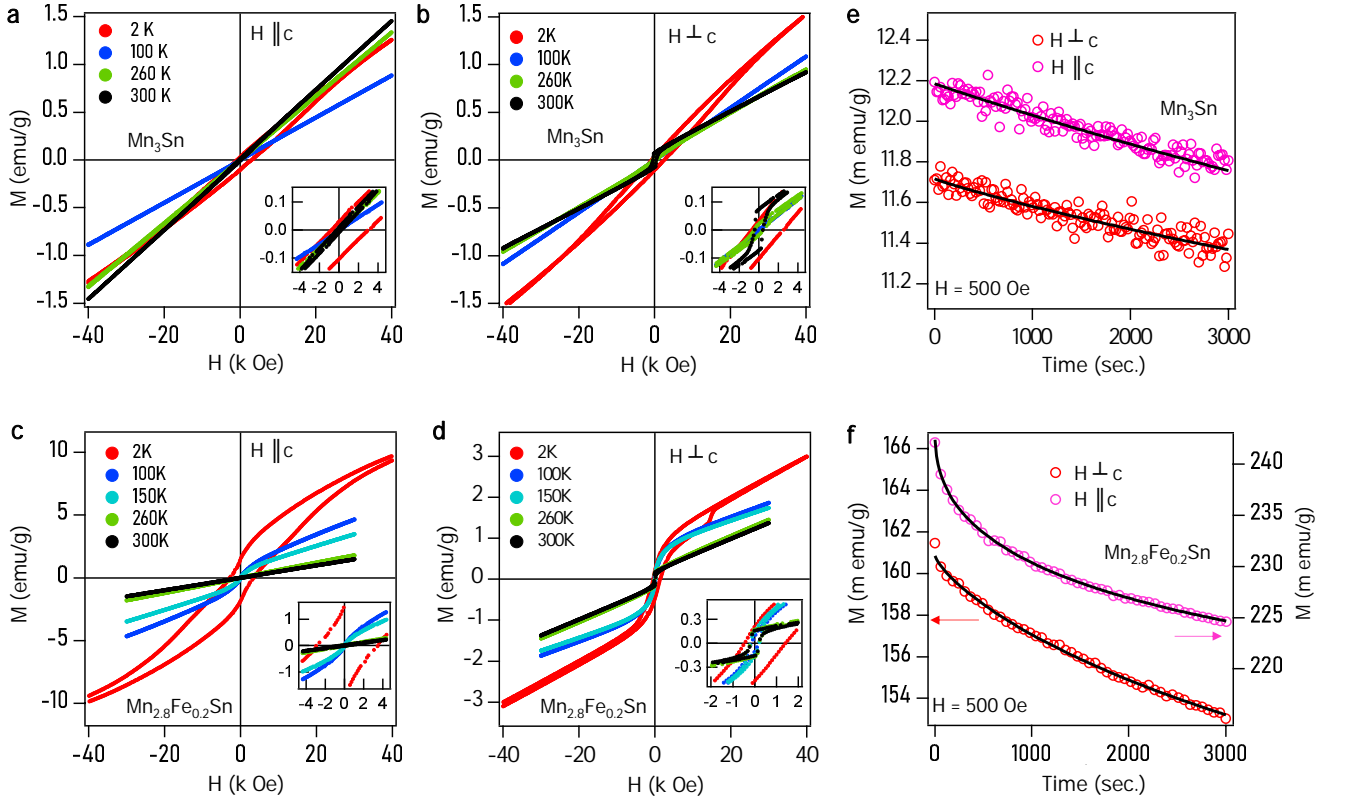 a
H ∥c
2 K
100 K
260 K
300 K
Mn3Sn
M (emu/g)
1.5
1.0
0.5
0.0
-0.5
-1.0
-1.5
0.1
0.0
-0.1
-4 -2 0 2 4
-40 -20 0 20 40
H (k Oe)
b
H ⊥ c
2K
100K
260K
300K
Mn3Sn
M (emu/g)
1.5
1.0
0.5
0.0
-0.5
-1.0
-1.5
0.1
0.0
-0.1
-4 -2 0 2 4
-40 -20 0 20 40
H (k Oe)
e
H ⊥ c
H ∥c
Mn3Sn
M (m emu/g)
12.4
12.2
12.0
11.8
11.6
11.4
11.2
H = 500 Oe
0 1000 2000 3000
Time (sec.)
c
H ∥c
2K
100K
150K
260K
300K
M (emu/g)
10
5
0
-5
-10
1
0
-1
-4 -2 0 2 4
Mn2.8Fe0.2Sn
-40 -20 0 20 40
H (k Oe)
d
H ⊥ c
2K
100K
150K
260K
300K
M (emu/g)
3
2
1
0
-1
-2
-3
0.3
0.0
-0.3
-2 -1 0 1 2
Mn2.8Fe0.2Sn
-40 -20 0 20 40
H (k Oe)
f
H ⊥ c
H ∥c
Mn2.8Fe0.2Sn
M (m emu/g)
166
164
162
160
158
156
154
240
235
230
225
220
M (m emu/g)
H = 500 Oe
0 1000 2000 3000
Time (sec.)